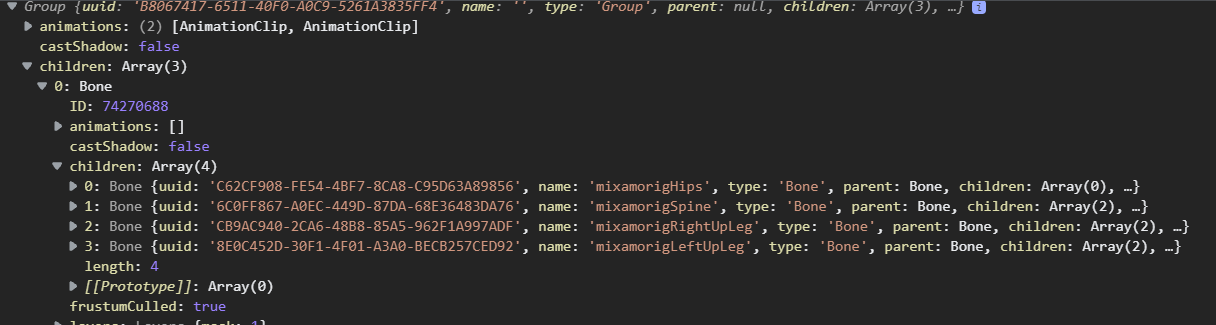 Group {uuid: 'B8067417-6511-40F0-A0C9-5261A3835FF4', name: '', type: 'Group', parent: null, children: Array(3), …} i
animations: (2) [AnimationClip, AnimationClip]
castShadow: false
children: Array(3)
0: Bone
ID: 74270688
animations: []
castShadow: false
children: Array(4)
0: Bone {uuid: 'C62CF908-FE54-4BF7-8CA8-C95D63A89856', name: 'mixamorigHips', type: 'Bone', parent: Bone, children: Array(0), …}
1: Bone {uuid: '6C0FF867-A0EC-449D-87DA-68E36483DA76', name: 'mixamorigSpine', type: 'Bone', parent: Bone, children: Array(2), …}
2: Bone {uuid: 'CB9AC940-2CA6-48B8-85A5-962F1A997ADF', name: 'mixamorigRightUpLeg', type: 'Bone', parent: Bone, children: Array(2), …}
3: Bone {uuid: '8E0C452D-30F1-4F01-A3A0-BECB257CED92', name: 'mixamorigLeftUpLeg', type: 'Bone', parent: Bone, children: Array(2), …}
length: 4
[[Prototype]]: Array(0)
frustumCulled: true
layers: Layers {mask: 1}